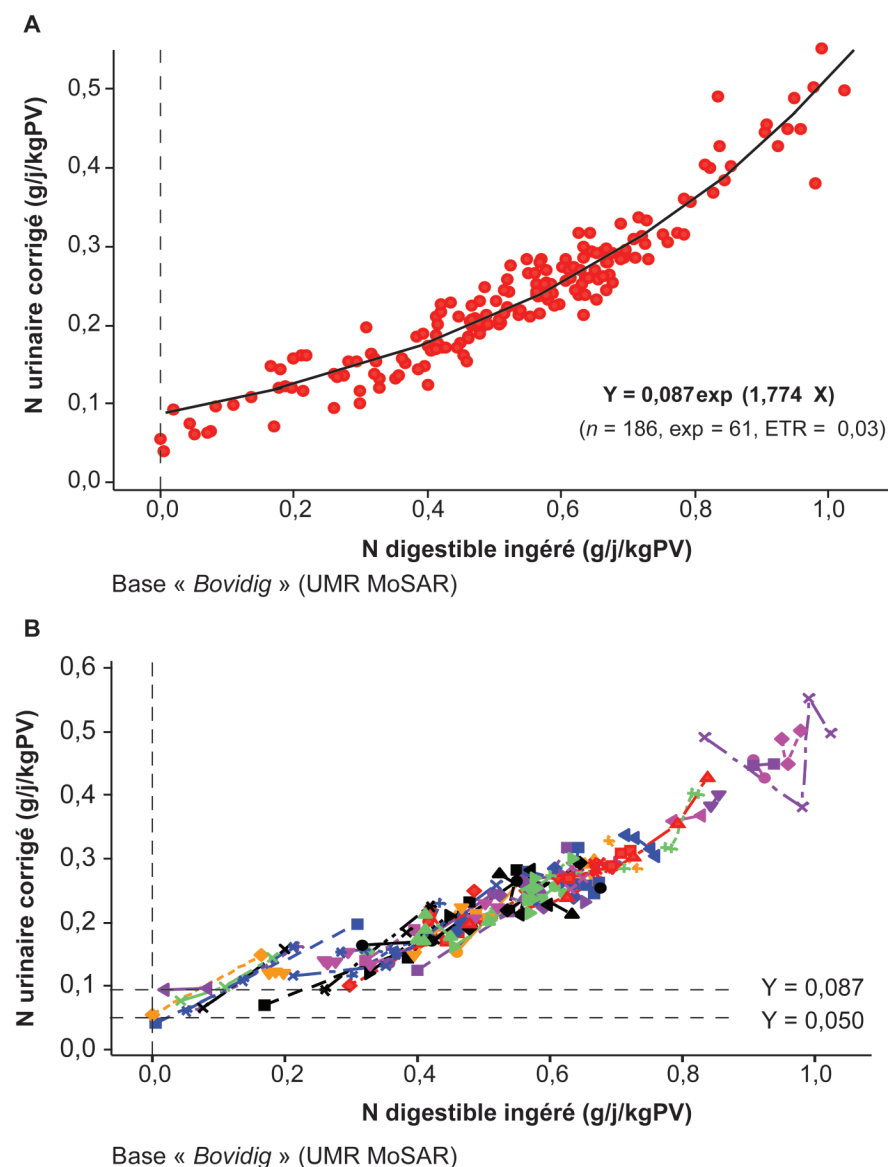 A
N urinaire corrigé (g/j/kgPV)
0,5
0,4
0,3
0,2
0,1
0,0
Y = 0,087exp (1,774 X)
(n = 186, exp = 61, ETR = 0,03)
0,0 0,2 0,4 0,6 0,8 1,0
N digestible ingéré (g/j/kgPV)
Base « Bovidig » (UMR MoSAR)
B
N urinaire corrigé (g/j/kgPV)
0,6
0,5
0,4
0,3
0,2
0,1
0,0
Y = 0,087
Y = 0,050
0,0 0,2 0,4 0,6 0,8 1,0
N digestible ingéré (g/j/kgPV)
Base « Bovidig » (UMR MoSAR)